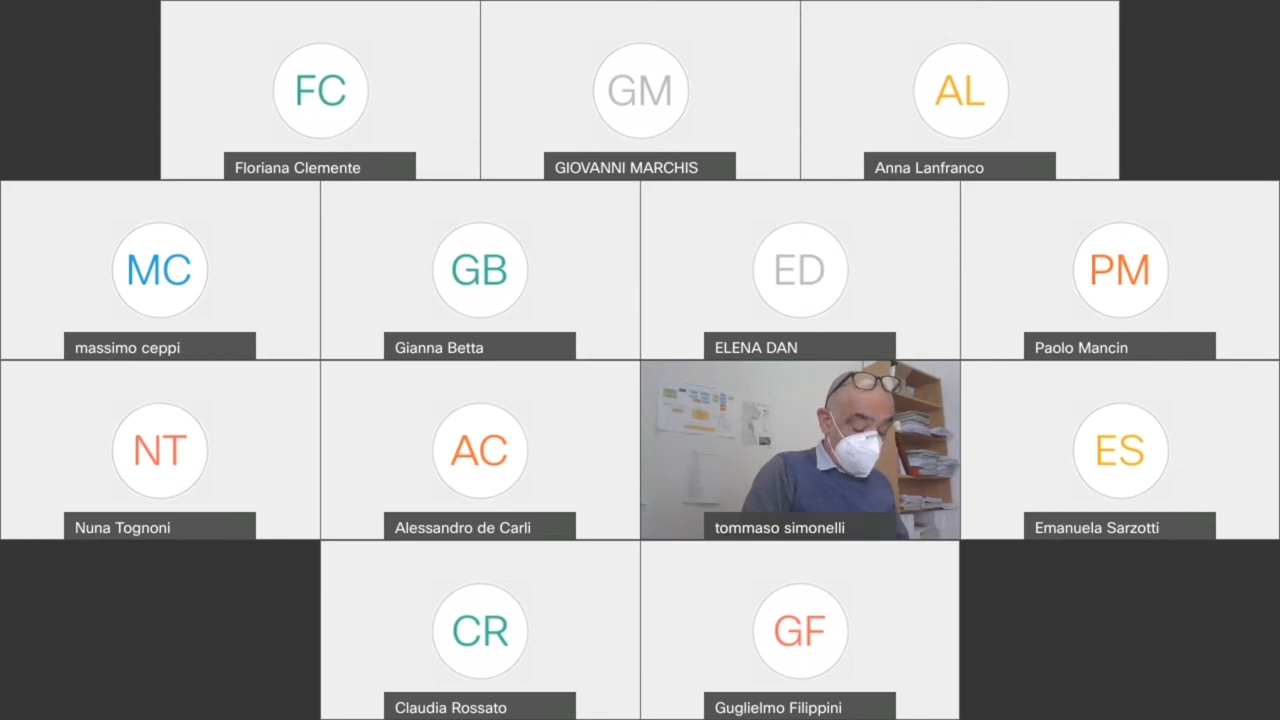 FC
GM
AL
Floriana Clemente
GIOVANNI MARCHIS
Anna Lanfranco
MC
GB
ED
PM
massimo ceppi
Gianna Betta
ELENA DAN
Paolo Mancin
NT
AC
ES
Nuna Tognoni
Alessandro de Carli
tommaso simonelli
Emanuela Sarzotti
CR
GF
Claudia Rossato
Guglielmo Filippini